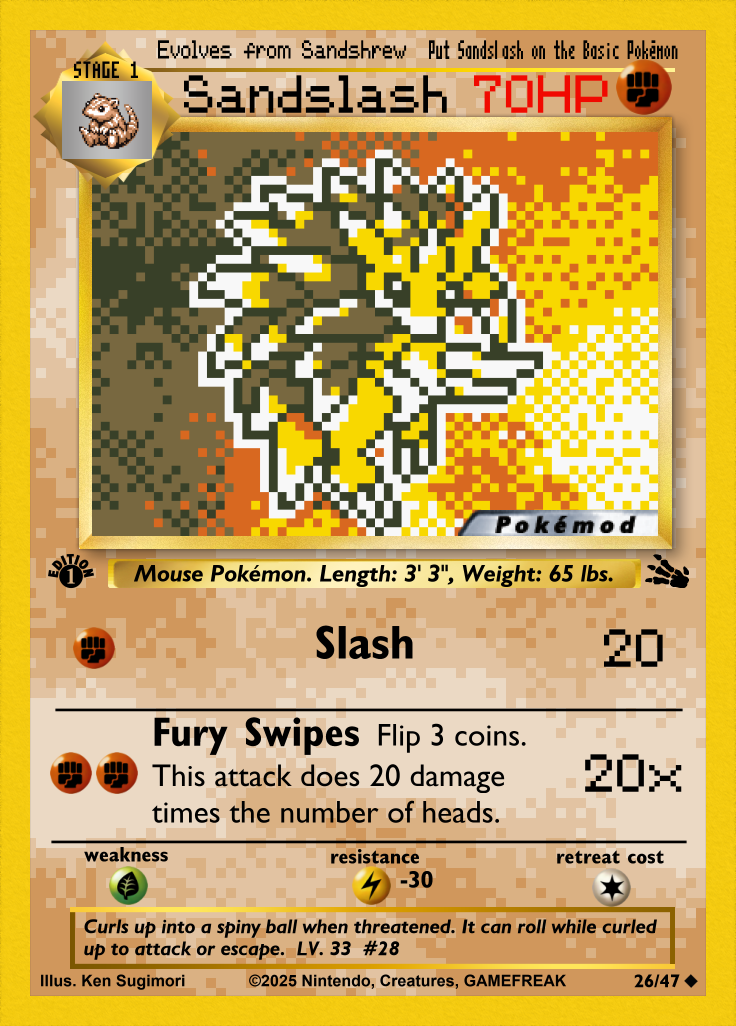 Evolves from Sandshrew Put Sandslash on the Basic Pokémon
STAGE 1
Sandslash 70HP
Pokémod
EDITION 1
Mouse Pokémon. Length: 3' 3", Weight: 65 lbs.
Slash 20
Fury Swipes Flip 3 coins.
This attack does 20 damage
times the number of heads.
20x
weakness resistance retreat cost
-30
Curls up into a spiny ball when threatened. It can roll while curled
up to attack or escape. LV. 33 #28
Illus. Ken Sugimori ©2025 Nintendo, Creatures, GAMEFREAK 26/47